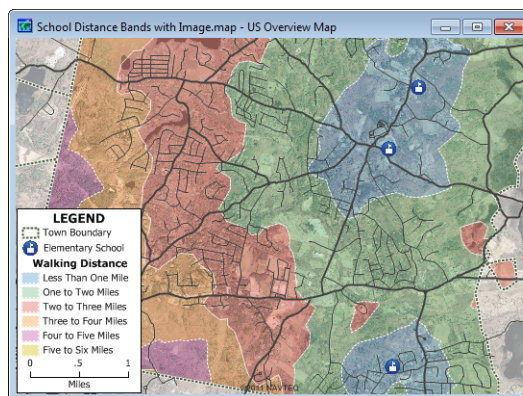 School Distance Bands with Image.map - US Overview Map
LEGEND
Town Boundary
Elementary School
Walking Distance
Less Than One Mile
One to Two Miles
Two to Three Miles
Three to Four Miles
Four to Five Miles
Five to Six Miles
0 .5 1
Miles
©2011 NAVTEQ